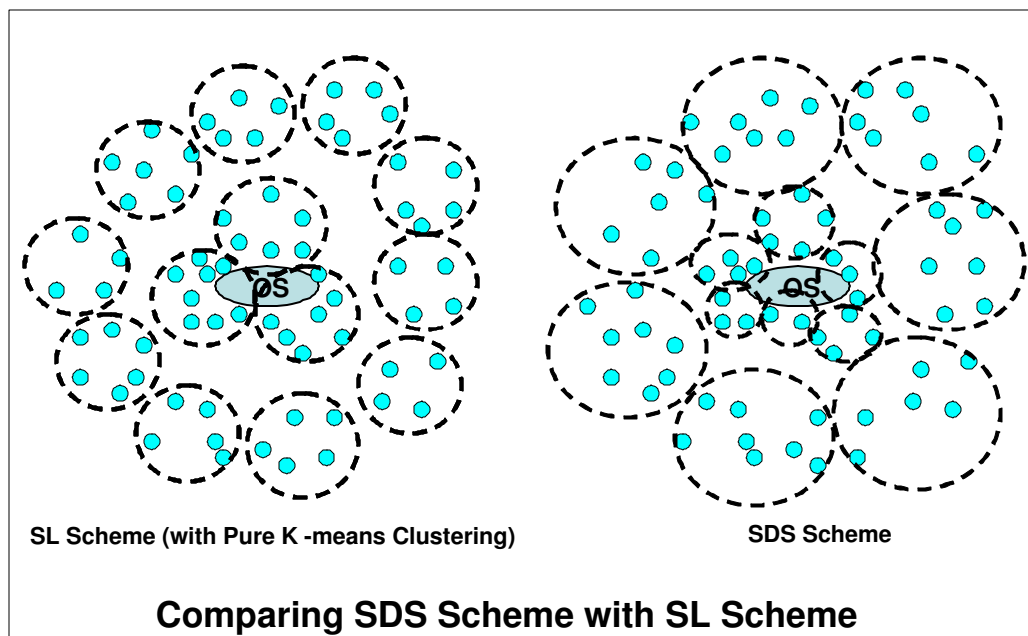 OS
OS
SL Scheme (with Pure K -means Clustering)
SDS Scheme
Comparing SDS Scheme with SL Scheme